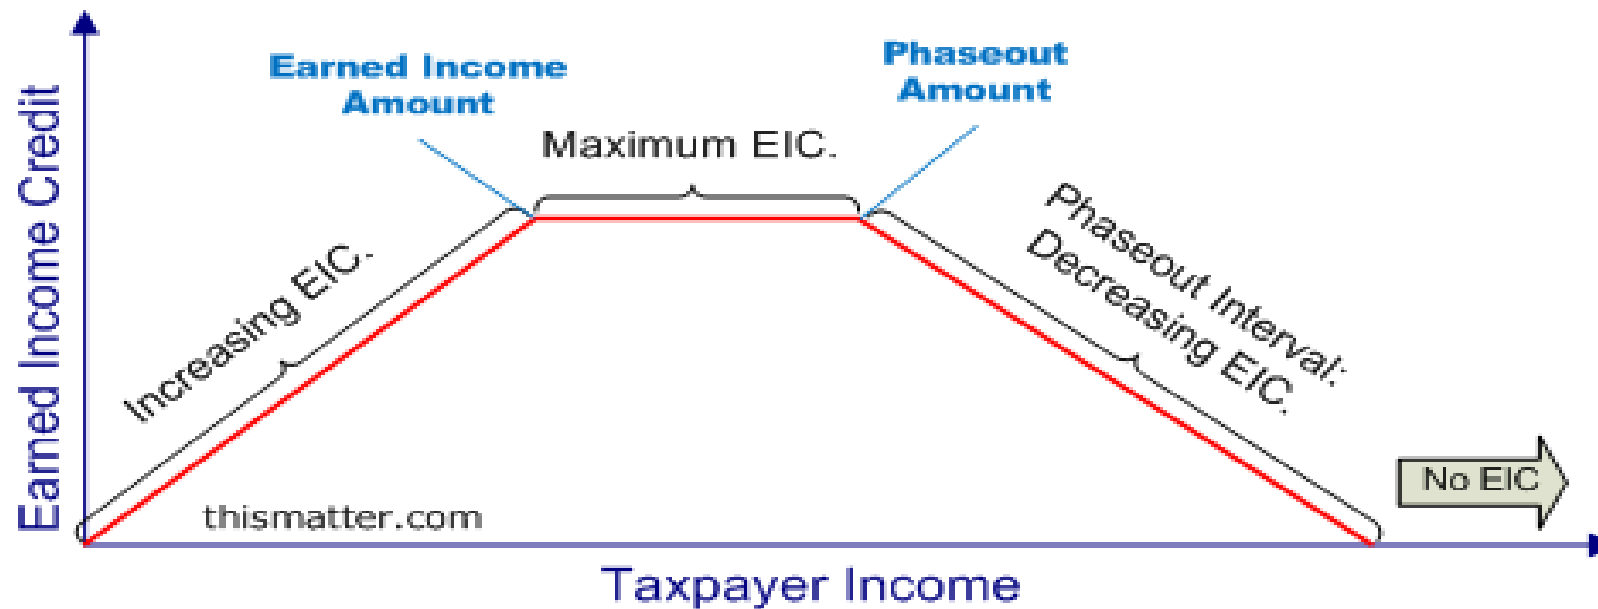 Earned Income Credit
Earned Income
Amount
Phaseout
Amount
Maximum EIC.
Increasing EIC.
Phaseout Interval:
Decreasing EIC.
No EIC
thismatter.com
Taxpayer Income